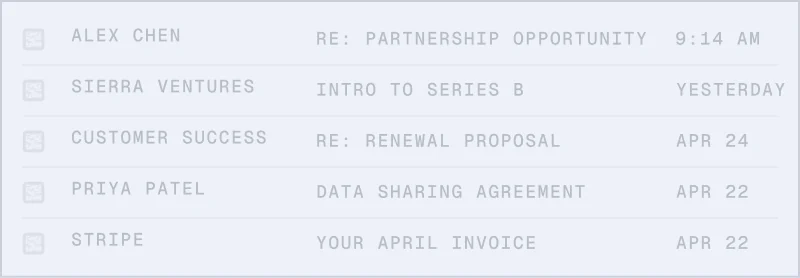 ALEX CHEN RE: PARTNERSHIP OPPORTUNITY 9:14 AM
SIERRA VENTURES INTRO TO SERIES B YESTERDAY
CUSTOMER SUCCESS RE: RENEWAL PROPOSAL APR 24
PRIYA PATEL DATA SHARING AGREEMENT APR 22
STRIPE YOUR APRIL INVOICE APR 22